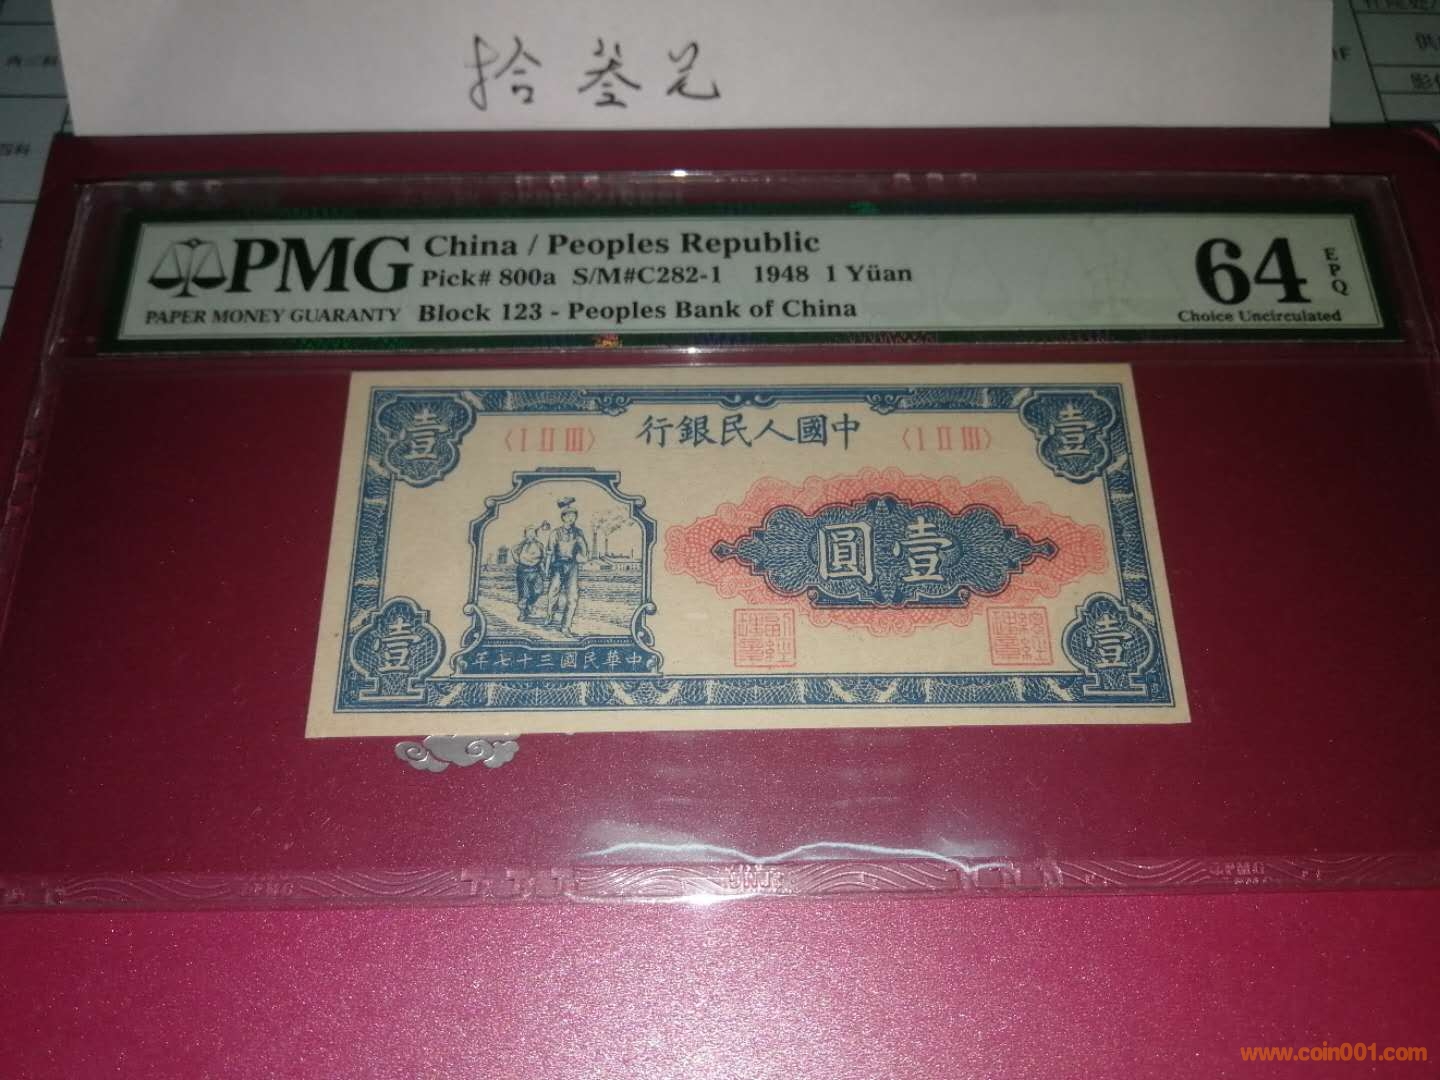 拾叁兑
PMG
PAPER MONEY GUARANTY
China / Peoples Republic
Pick# 800a S/M#C282-1 1948 1 Yüan
Block 123 - Peoples Bank of China
64 EPQ
Choice Uncirculated
壹 壹
〈I II III〉 行銀民人國中 〈I II III〉
圓壹
年七十三國民華中
壹 壹
www.coin001.com